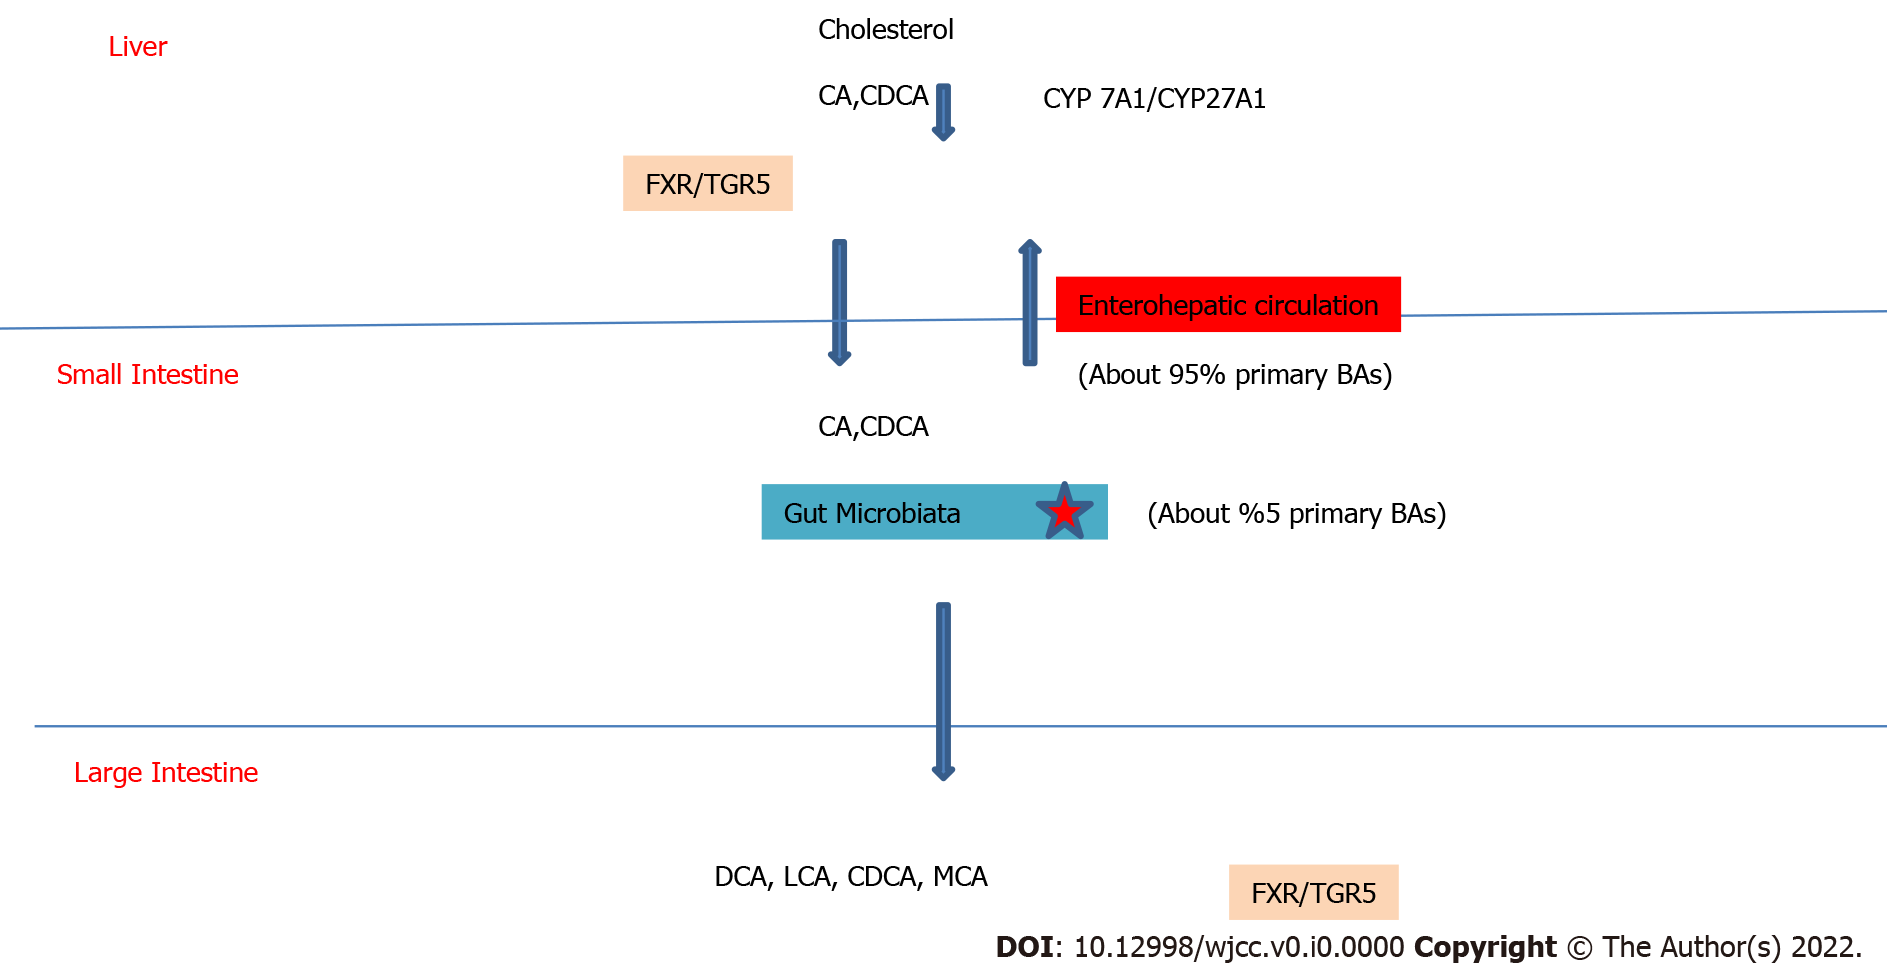 Liver
Cholesterol
CA,CDCA
CYP 7A1/CYP27A1
FXR/TGR5
Enterohepatic circulation
Small Intestine
(About 95% primary BAs)
CA,CDCA
Gut Microbiata
(About %5 primary BAs)
Large Intestine
DCA, LCA, CDCA, MCA
FXR/TGR5
DOI: 10.12998/wjcc.v0.i0.0000 Copyright © The Author(s) 2022.